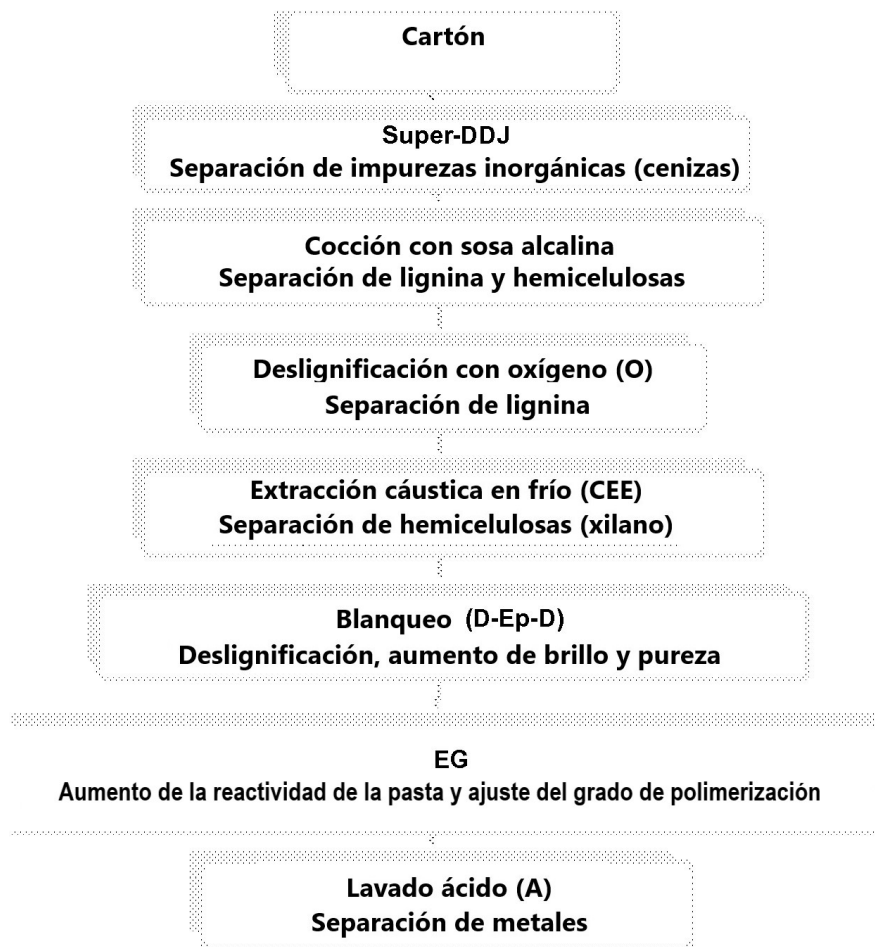 Cartón
Super-DDJ
Separación de impurezas inorgánicas (cenizas)
Cocción con sosa alcalina
Separación de lignina y hemicelulosas
Deslignificación con oxígeno (O)
Separación de lignina
Extracción cáustica en frío (CEE)
Separación de hemicelulosas (xilano)
Blanqueo (D-Ep-D)
Deslignificación, aumento de brillo y pureza
EG
Aumento de la reactividad de la pasta y ajuste del grado de polimerización
Lavado ácido (A)
Separación de metales